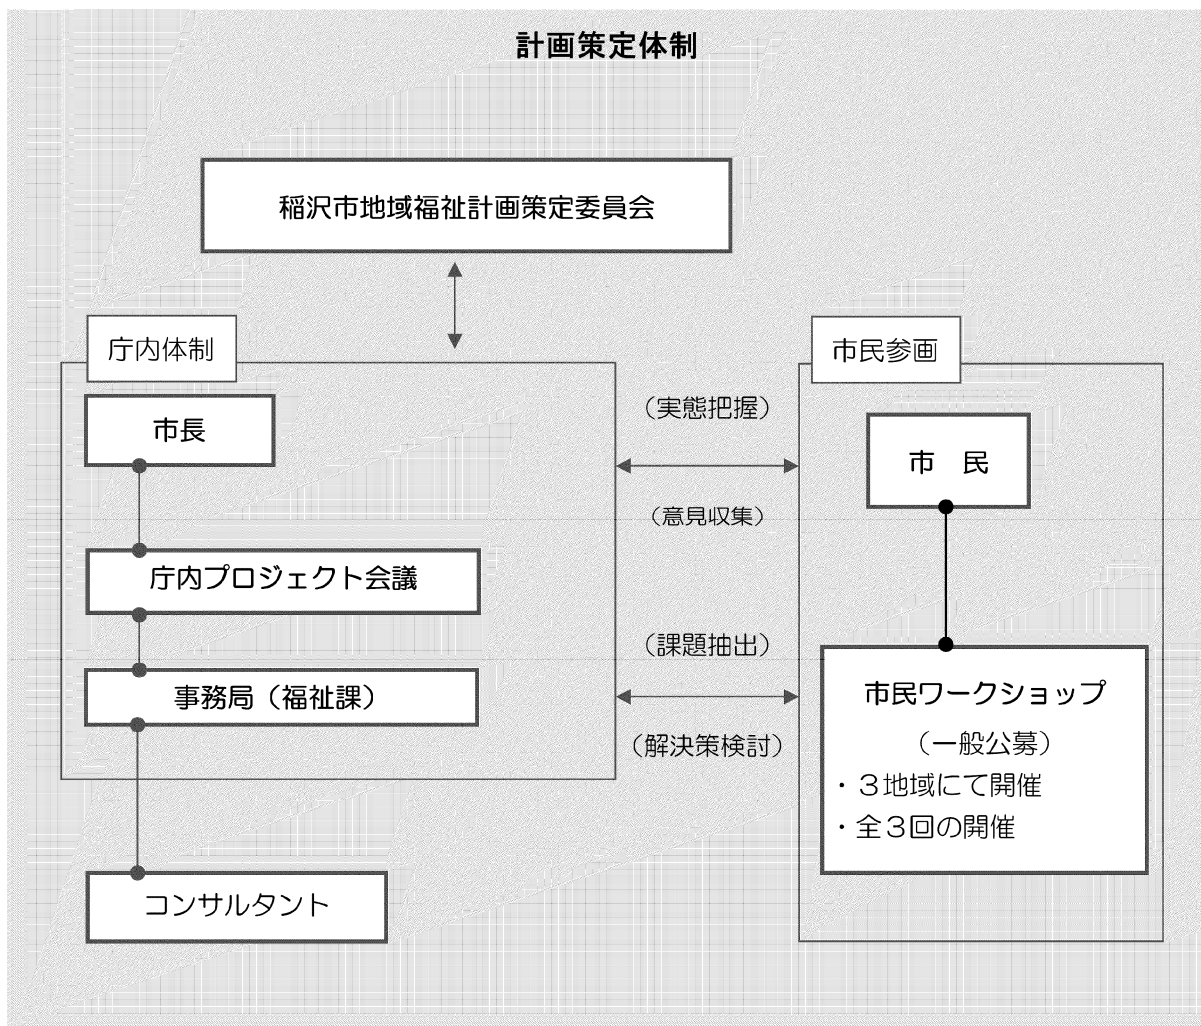 計画策定体制
稲沢市地域福祉計画策定委員会
庁内体制
市長
庁内プロジェクト会議
事務局（福祉課）
コンサルタント
（実態把握）
（意見収集）
（課題抽出）
（解決策検討）
市民参画
市　民
市民ワークショップ
（一般公募）
・３地域にて開催
・全３回の開催